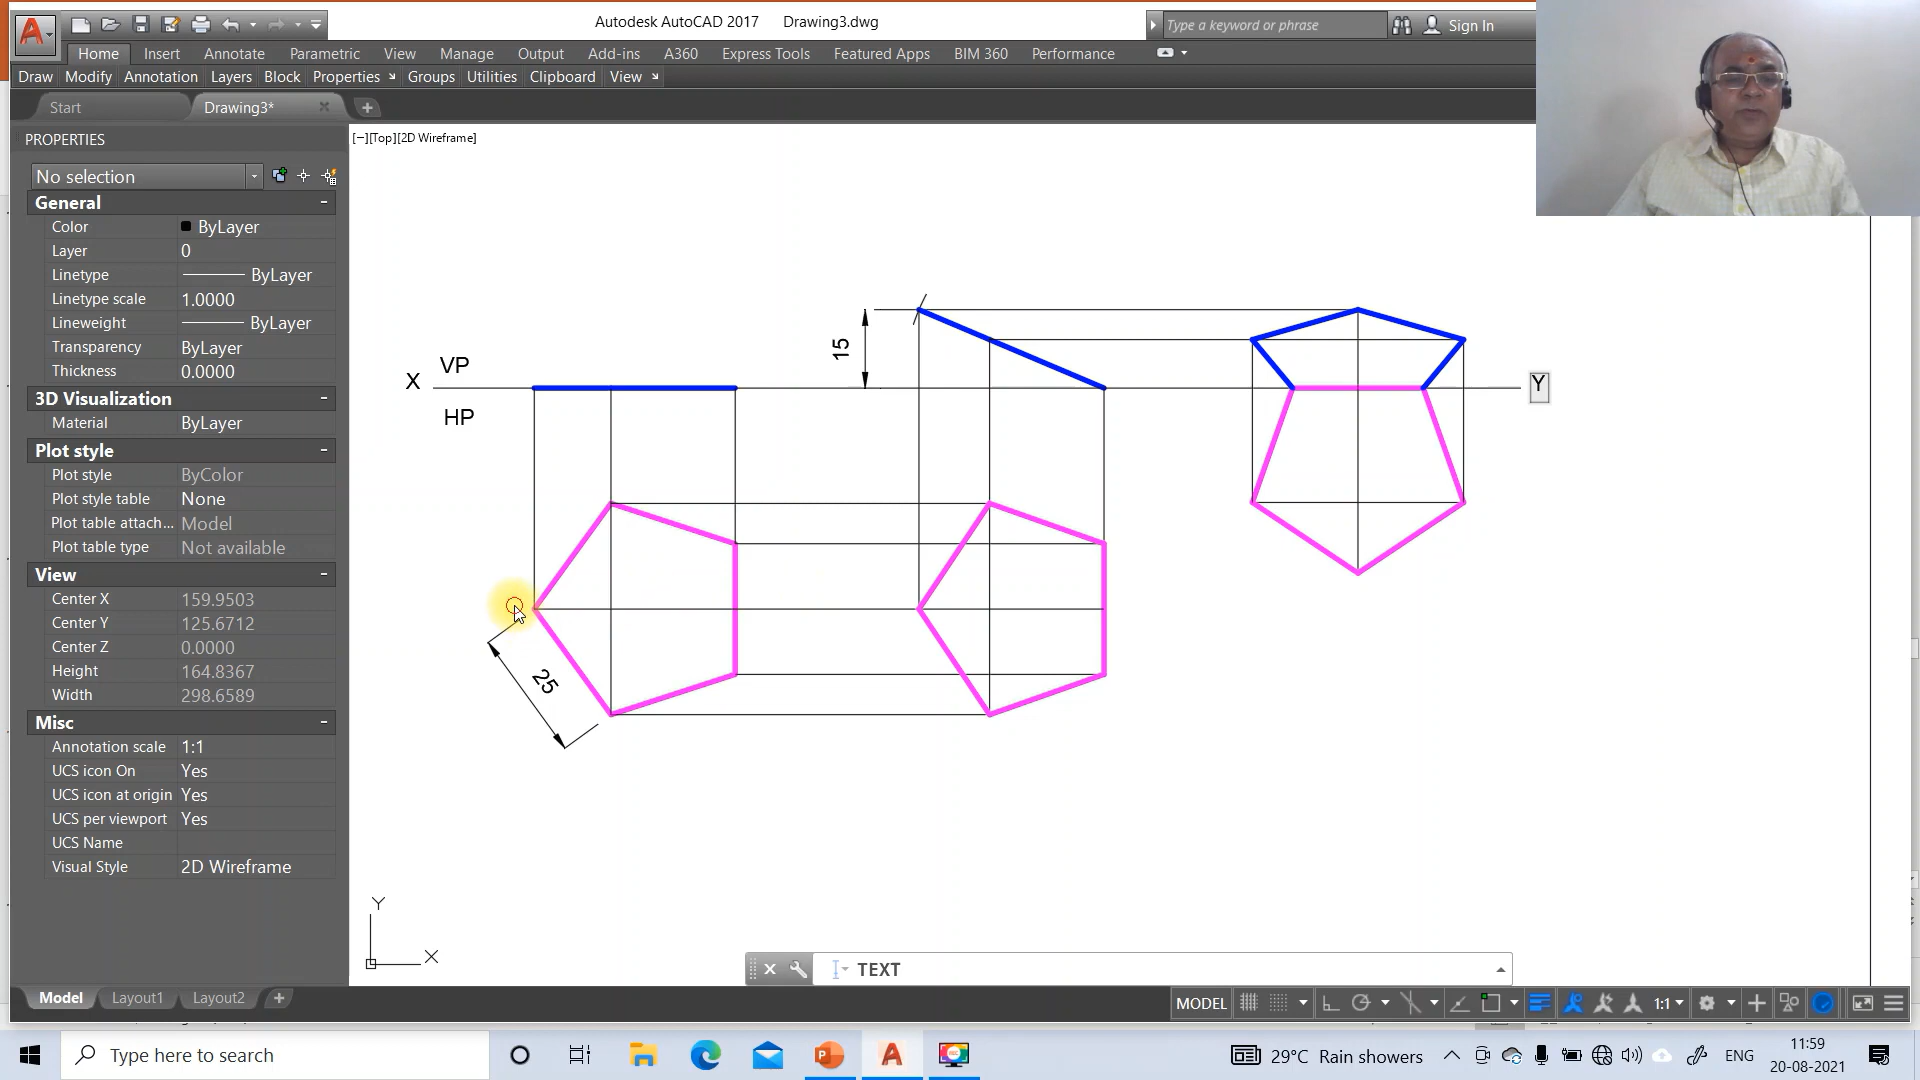 Autodesk AutoCAD 2017 Drawing3.dwg
Type a keyword or phrase
Sign In
Home Insert Annotate Parametric View Manage Output Add-ins A360 Express Tools Featured Apps BIM 360 Performance
Draw Modify Annotation Layers Block Properties Groups Utilities Clipboard View
Start Drawing3*
PROPERTIES
[−][Top][2D Wireframe]
No selection
General
Color ByLayer
Layer 0
Linetype ByLayer
Linetype scale 1.0000
Lineweight ByLayer
Transparency ByLayer
Thickness 0.0000
3D Visualization
Material ByLayer
Plot style
Plot style ByColor
Plot style table None
Plot table attach... Model
Plot table type Not available
View
Center X 159.9503
Center Y 125.6712
Center Z 0.0000
Height 164.8367
Width 298.6589
Misc
Annotation scale 1:1
UCS icon On Yes
UCS icon at origin Yes
UCS per viewport Yes
UCS Name
Visual Style 2D Wireframe
15
VP
X
Y
HP
25
Y
X
TEXT
Model Layout1 Layout2
MODEL
1:1
Type here to search
29°C Rain showers
ENG
11:59
20-08-2021